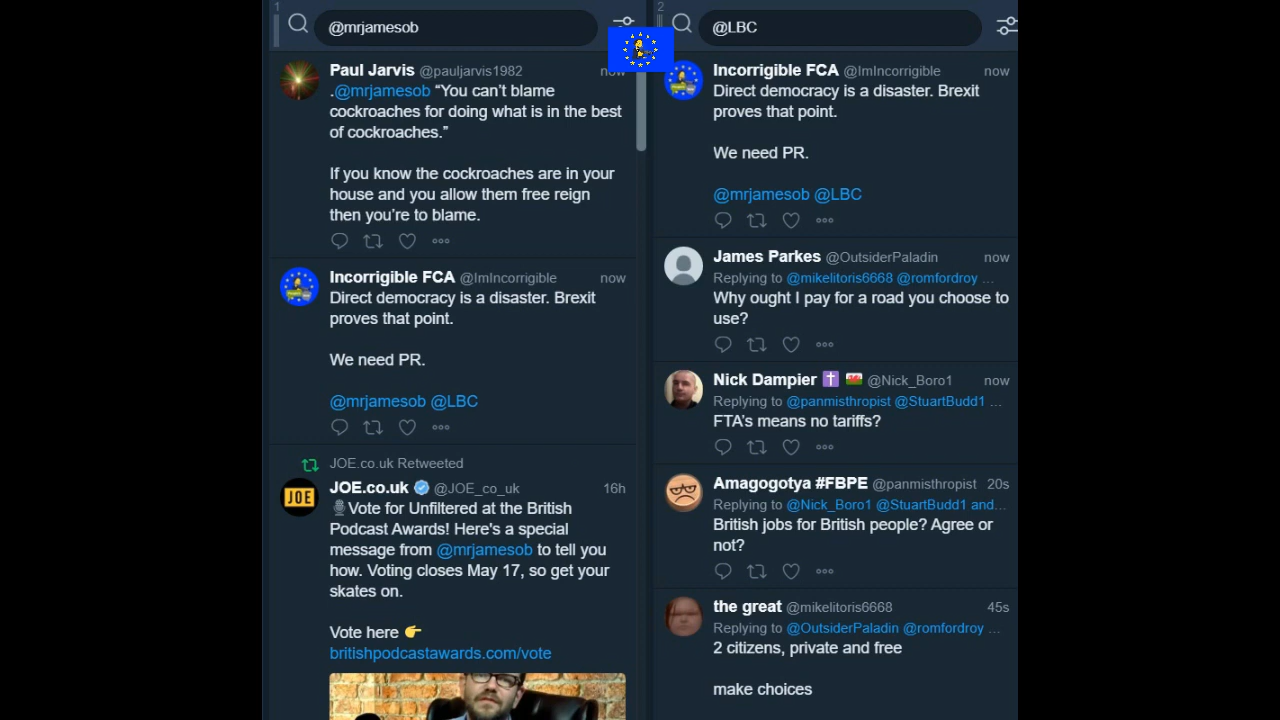 1
@mrjamesob
Paul Jarvis @pauljarvis1982 now
.@mrjamesob “You can’t blame
cockroaches for doing what is in the best
of cockroaches.”
If you know the cockroaches are in your
house and you allow them free reign
then you’re to blame.
Incorrigible FCA @ImIncorrigible now
Direct democracy is a disaster. Brexit
proves that point.
We need PR.
@mrjamesob @LBC
JOE.co.uk Retweeted
JOE
JOE.co.uk @JOE_co_uk 16h
🎙Vote for Unfiltered at the British
Podcast Awards! Here's a special
message from @mrjamesob to tell you
how. Voting closes May 17, so get your
skates on.
Vote here 👉
britishpodcastawards.com/vote
2
@LBC
Incorrigible FCA @ImIncorrigible now
Direct democracy is a disaster. Brexit
proves that point.
We need PR.
@mrjamesob @LBC
James Parkes @OutsiderPaladin now
Replying to @mikelitoris6668 @romfordroy ...
Why ought I pay for a road you choose to
use?
Nick Dampier ✝️ 🏴󠁧󠁢󠁷󠁬󠁳󠁿 @Nick_Boro1 now
Replying to @panmisthropist @StuartBudd1 ...
FTA's means no tariffs?
Amagogotya #FBPE @panmisthropist 20s
Replying to @Nick_Boro1 @StuartBudd1 and...
British jobs for British people? Agree or
not?
the great @mikelitoris6668 45s
Replying to @OutsiderPaladin @romfordroy ...
2 citizens, private and free
make choices